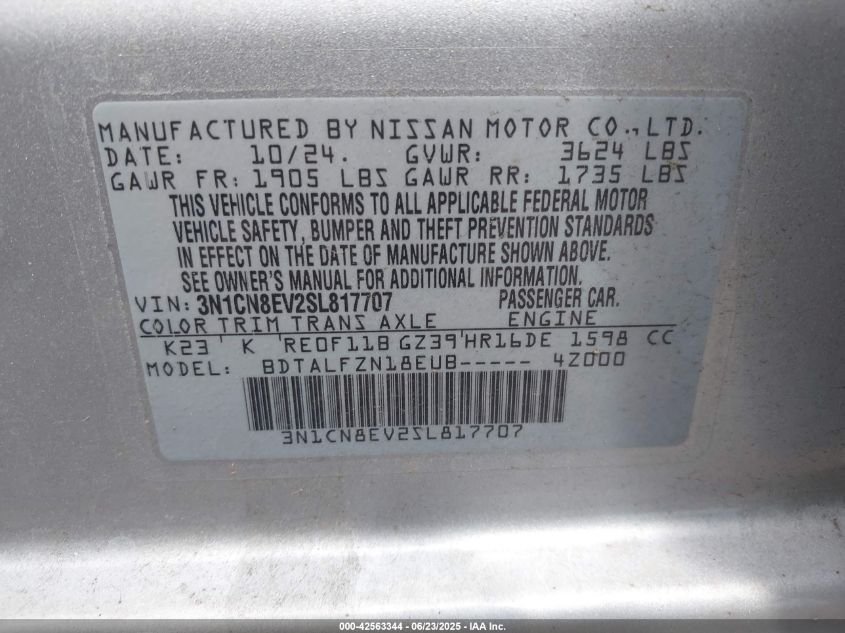 MANUFACTURED BY NISSAN MOTOR CO., LTD.
DATE: 10/24. GVWR: 3624 LBS
GAWR FR: 1905 LBS GAWR RR: 1735 LBS
THIS VEHICLE CONFORMS TO ALL APPLICABLE FEDERAL MOTOR
VEHICLE SAFETY, BUMPER AND THEFT PREVENTION STANDARDS
IN EFFECT ON THE DATE OF MANUFACTURE SHOWN ABOVE.
SEE OWNER'S MANUAL FOR ADDITIONAL INFORMATION.
VIN: 3N1CN8EV2SL817707 PASSENGER CAR.
COLOR TRIM TRANS AXLE ENGINE
K23 K RE0F11B GZ39 HR16DE 1598 CC
MODEL: BDTALFZN18EUB----- 4Z000
3N1CN8EV2SL817707
000-42563344 | 06/23/2025 - IAA Inc.